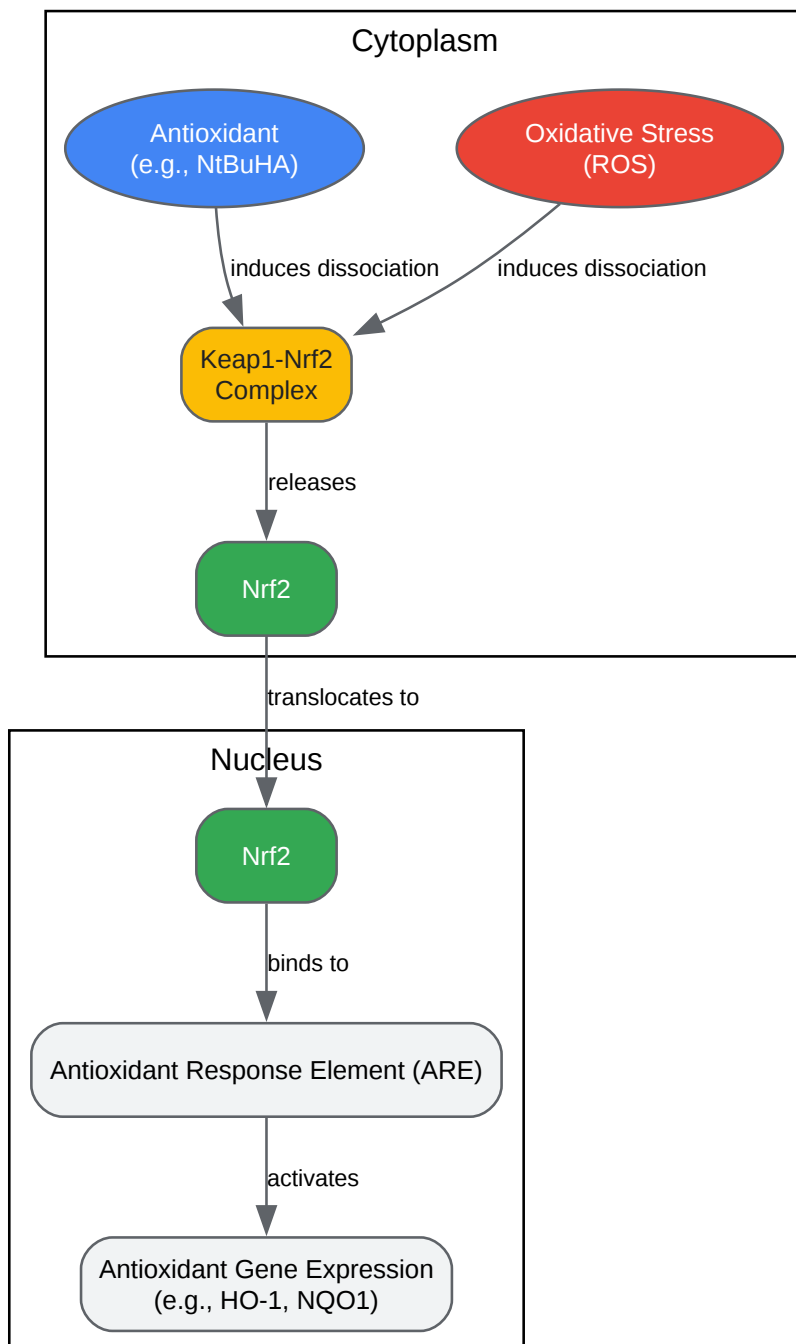 Cytoplasm
Antioxidant
(e.g., NtBuHA)
Oxidative Stress
(ROS)
induces dissociation
induces dissociation
Keap1-Nrf2
Complex
releases
Nrf2
translocates to
Nucleus
Nrf2
binds to
Antioxidant Response Element (ARE)
activates
Antioxidant Gene Expression
(e.g., HO-1, NQO1)